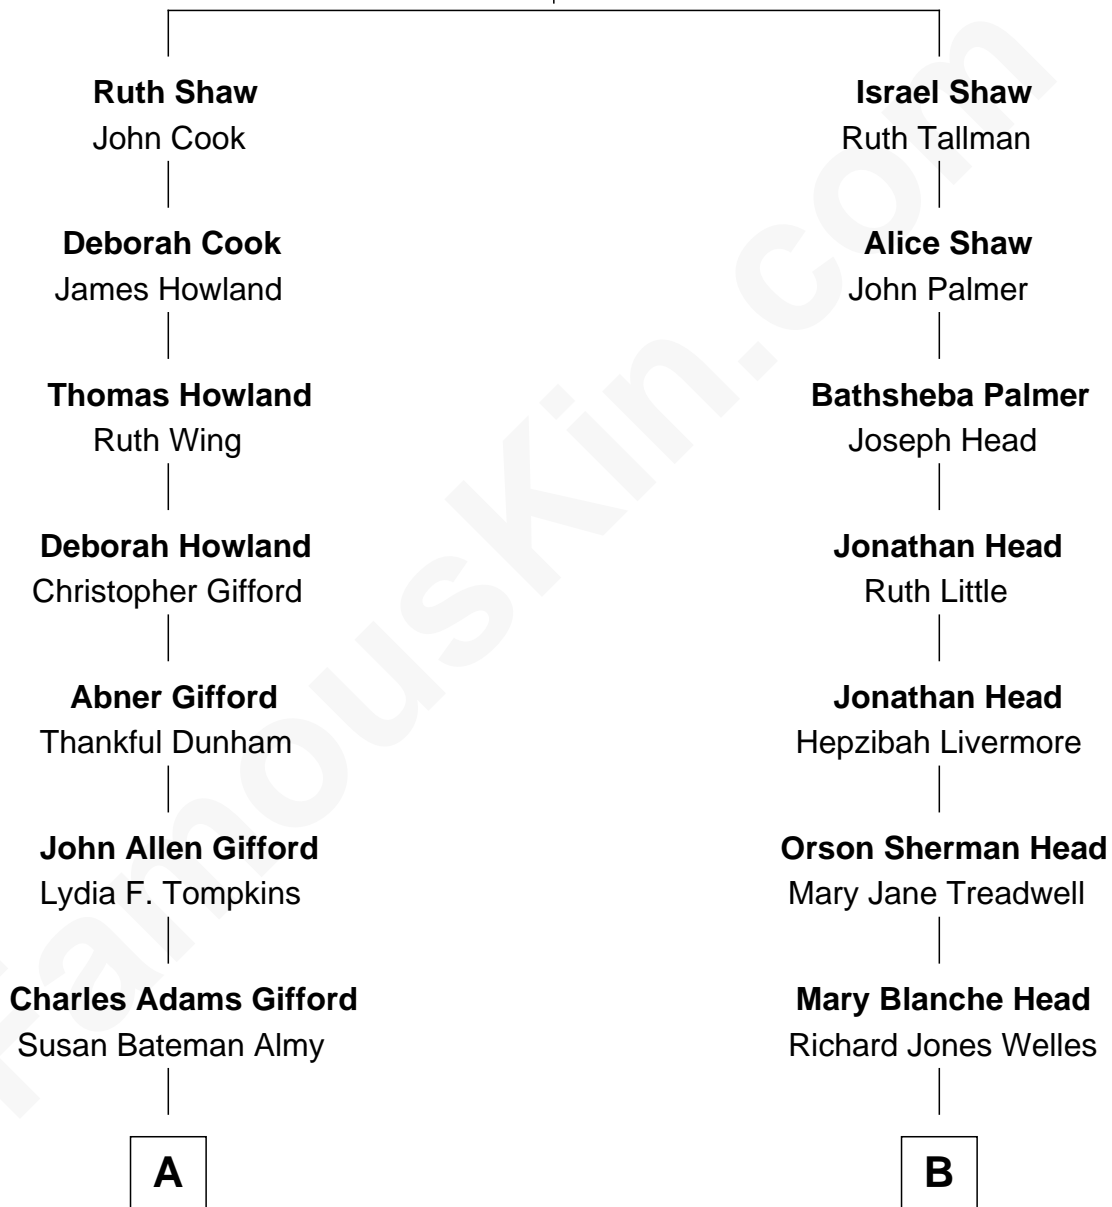 Ruth Shaw
John Cook
Israel Shaw
Ruth Tallman
Deborah Cook
James Howland
Alice Shaw
John Palmer
Thomas Howland
Ruth Wing
Bathsheba Palmer
Joseph Head
Deborah Howland
Christopher Gifford
Jonathan Head
Ruth Little
Abner Gifford
Thankful Dunham
Jonathan Head
Hepzibah Livermore
John Allen Gifford
Lydia F. Tompkins
Orson Sherman Head
Mary Jane Treadwell
Charles Adams Gifford
Susan Bateman Almy
Mary Blanche Head
Richard Jones Welles
A
B
FamousKin.com